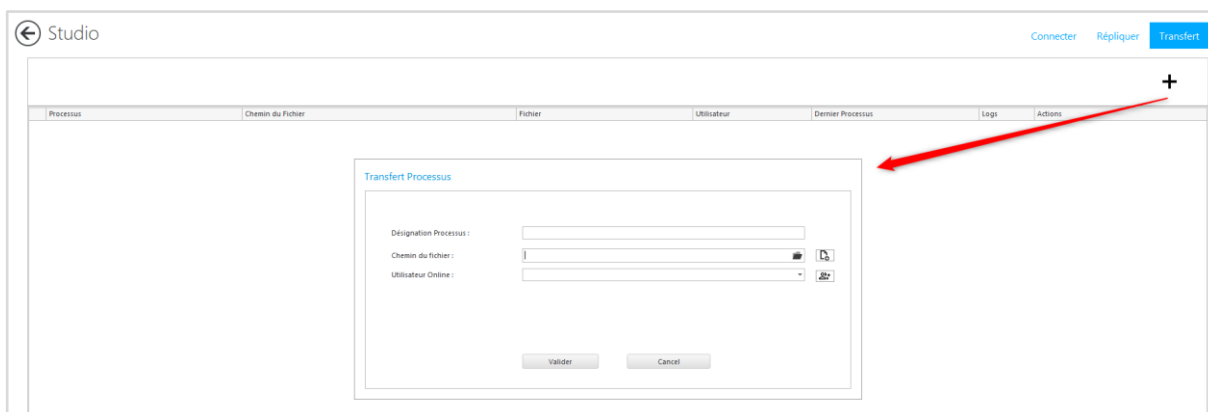 Studio
Connecter Répliquer Transfert
Processus Chemin du Fichier Fichier Utilisateur Dernier Processus Logs Actions
Transfert Processus
Désignation Processus :
Chemin du fichier :
Utilisateur Online :
Valider Cancel